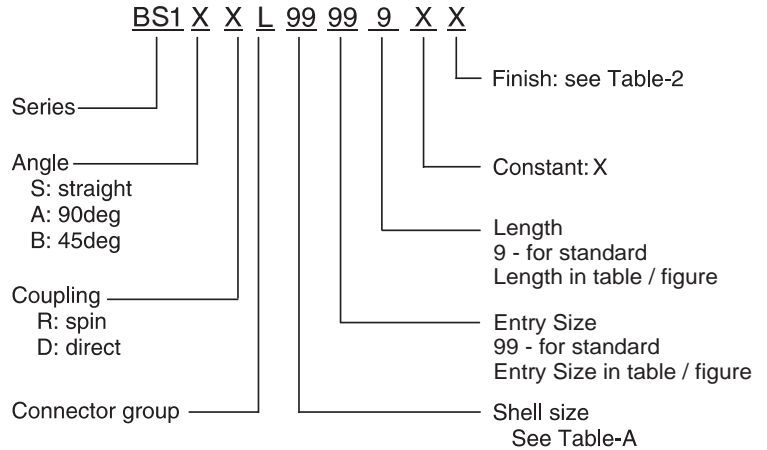 BS1 X X L 99 99 9 X X
Series
Angle
S: straight
A: 90deg
B: 45deg
Coupling
R: spin
D: direct
Connector group
Finish: see Table-2
Constant: X
Length
9 - for standard
Length in table / figure
Entry Size
99 - for standard
Entry Size in table / figure
Shell size
See Table-A